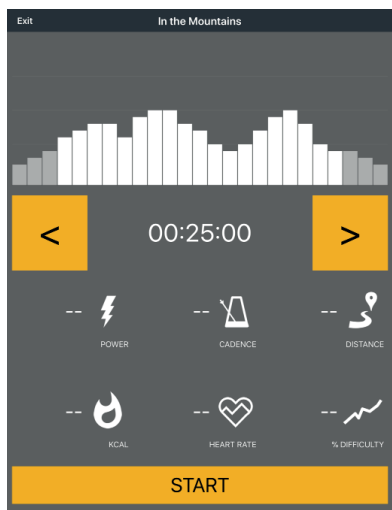 Exit In the Mountains
< 00:25:00 >
-- -- --
POWER CADENCE DISTANCE
-- -- --
KCAL HEART RATE % DIFFICULTY
START